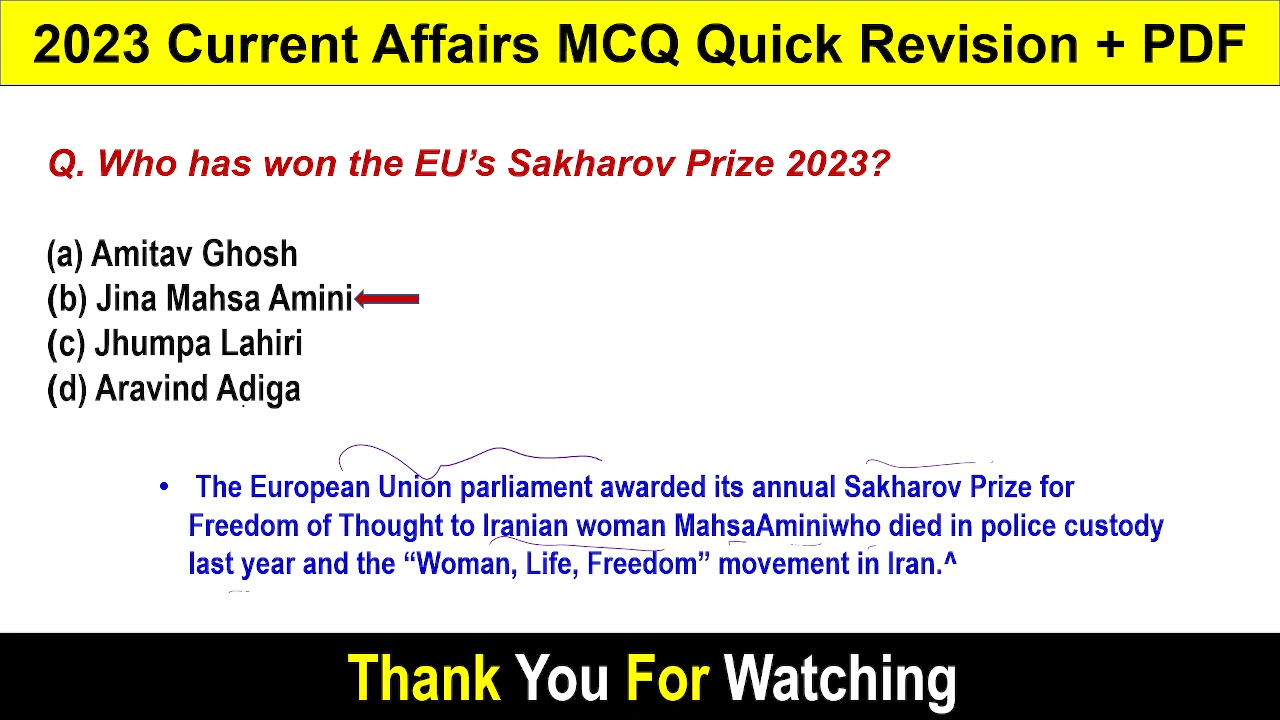 2023 Current Affairs MCQ Quick Revision + PDF
Q. Who has won the EU’s Sakharov Prize 2023?
(a) Amitav Ghosh
(b) Jina Mahsa Amini
(c) Jhumpa Lahiri
(d) Aravind Adiga
• The European Union parliament awarded its annual Sakharov Prize for
Freedom of Thought to Iranian woman MahsaAminiwho died in police custody
last year and the “Woman, Life, Freedom” movement in Iran.^
Thank You For Watching